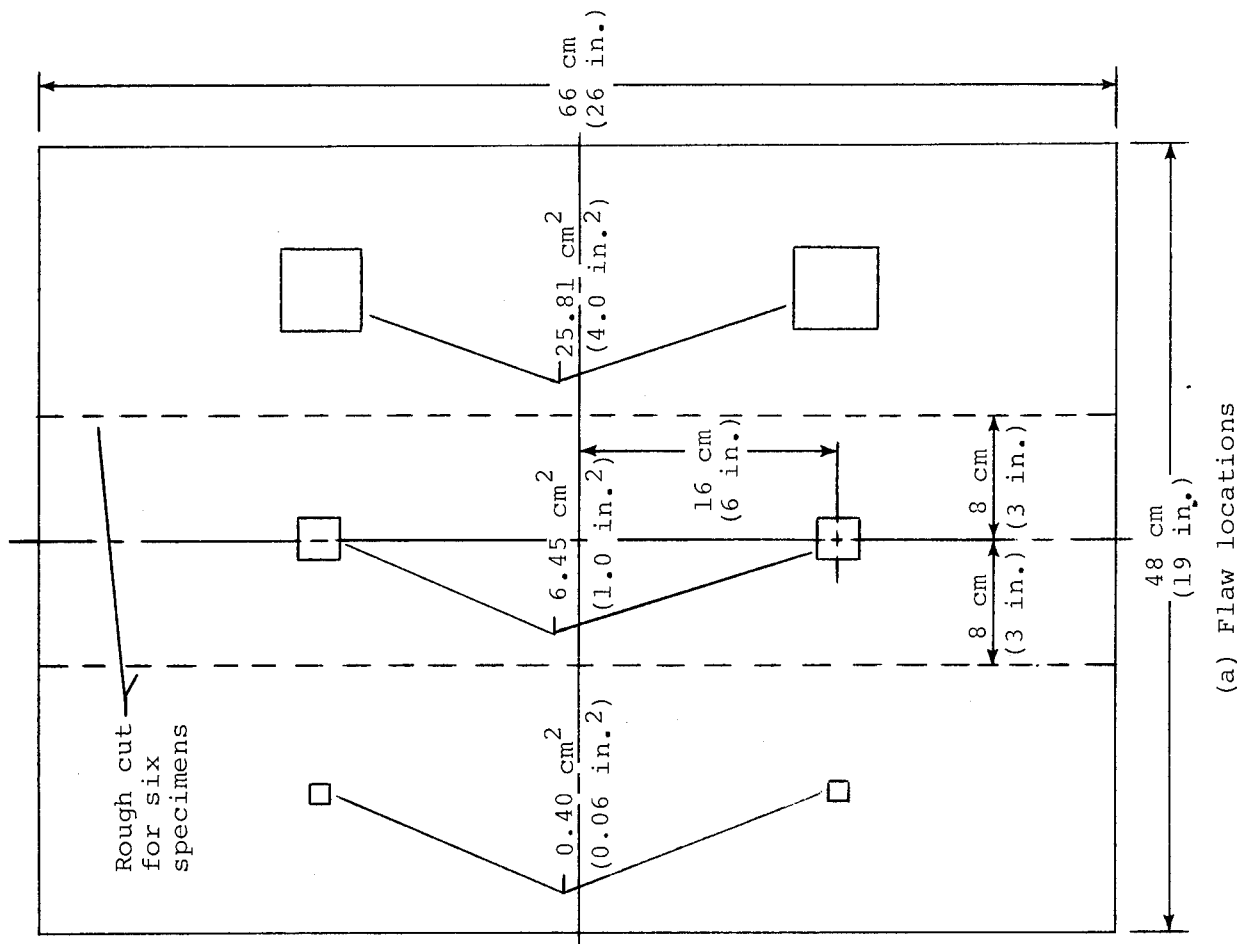 Rough cut
for six
specimens
0.40 cm²
(0.06 in.²)
6.45 cm²
(1.0 in.²)
25.81 cm²
(4.0 in.²)
16 cm
(6 in.)
8 cm
(3 in.)
8 cm
(3 in.)
48 cm
(19 in.)
66 cm
(26 in.)
(a) Flaw locations